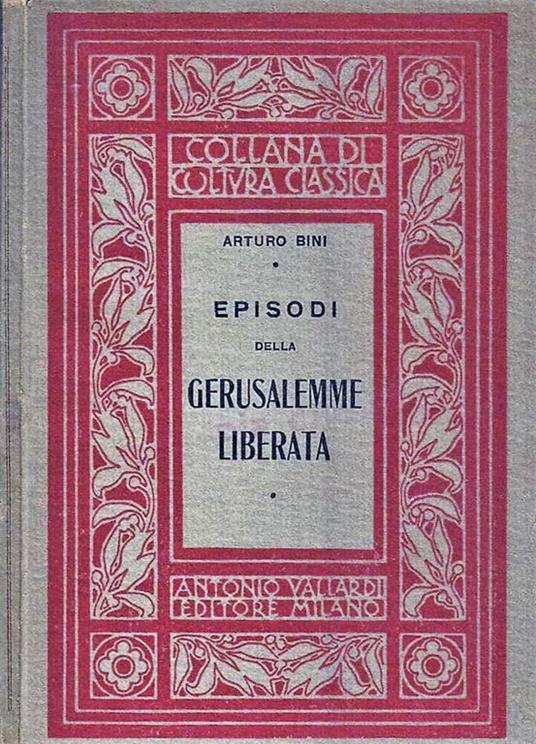 COLLANA DI
COLTVRA CLASSICA
ARTURO BINI
•
EPISODI
DELLA
GERUSALEMME
LIBERATA
•
ANTONIO VALLARDI
EDITORE MILANO